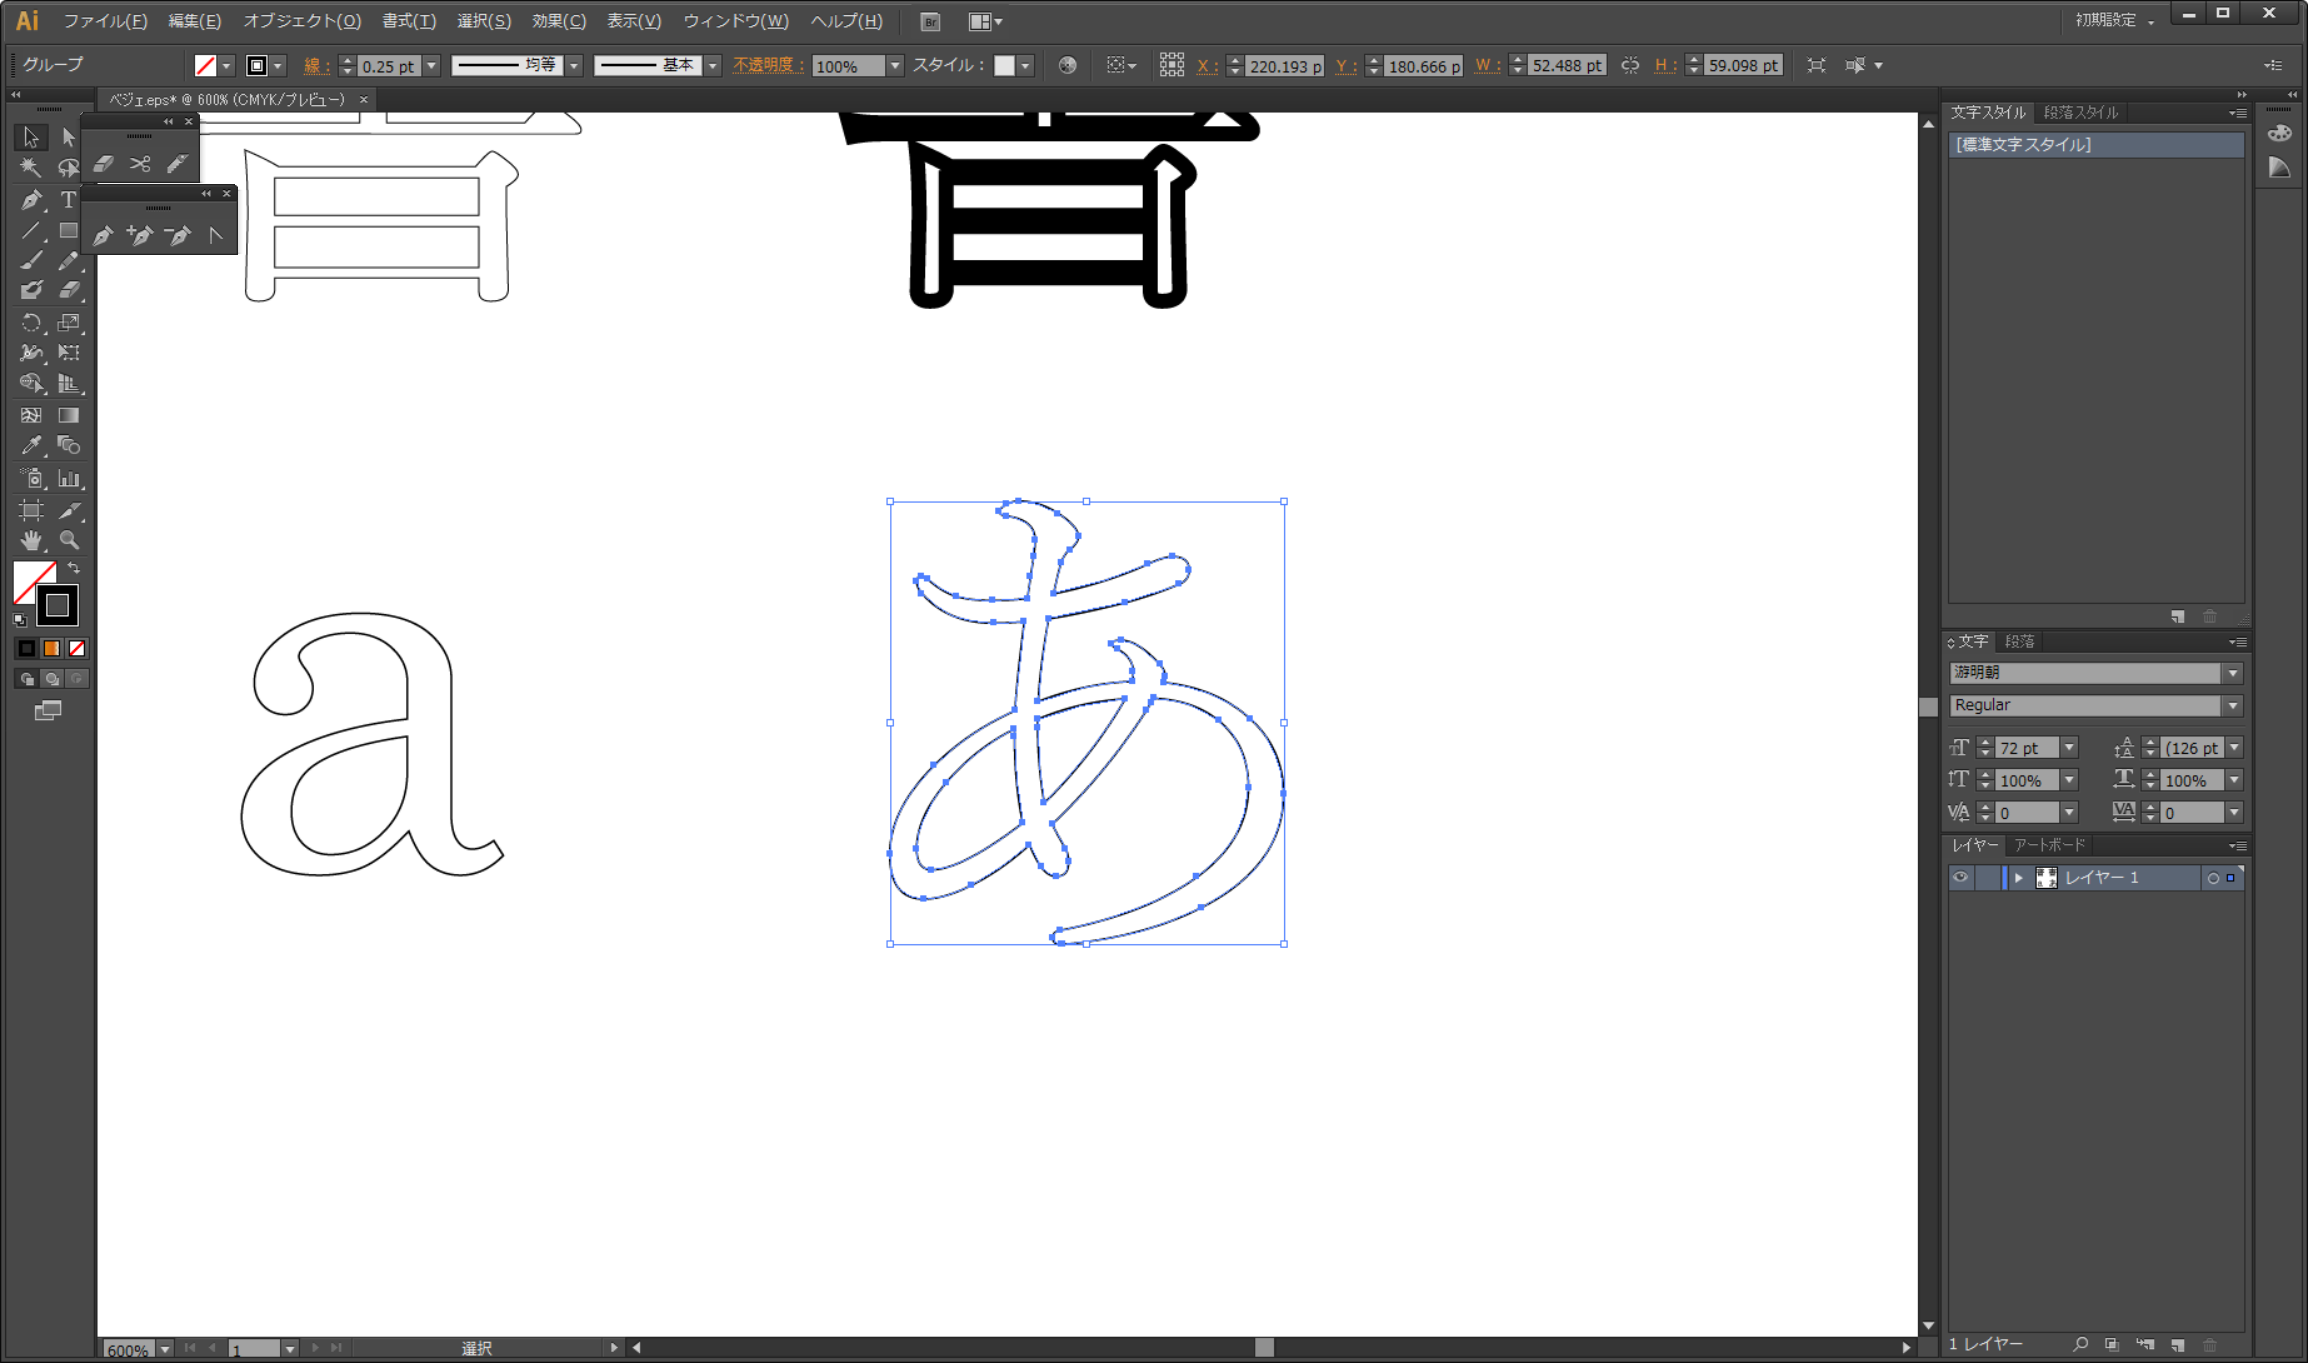 Ai ファイル(F) 編集(E) オブジェクト(O) 書式(T) 選択(S) 効果(C) 表示(V) ウィンドウ(W) ヘルプ(H) Br 初期設定
グループ 線 : 0.25 pt 均等 基本 不透明度 : 100% スタイル : X : 220.193 p Y : 180.666 p W : 52.488 pt H : 59.098 pt
ベジェ.eps* @ 600% (CMYK/プレビュー) ×
文字スタイル 段落スタイル
[標準文字スタイル]
a
あ
文字 段落
游明朝
Regular
72 pt (126 pt
100% 100%
0 0
レイヤー アートボード
レイヤー 1
1 レイヤー
600% 1 選択